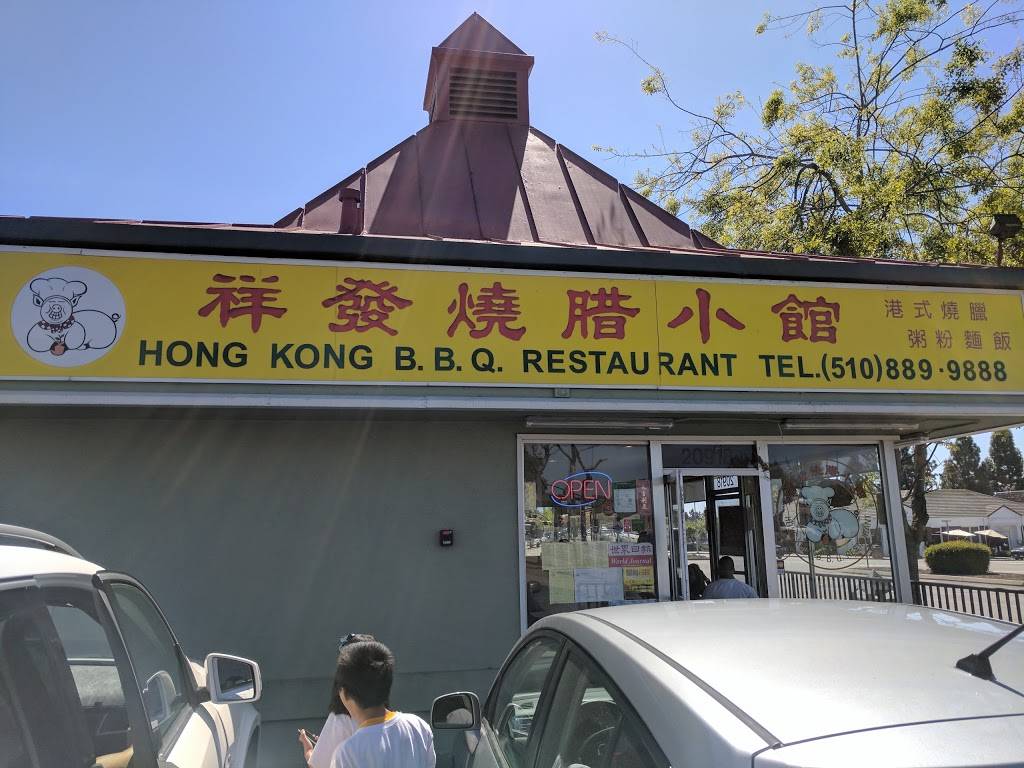 祥發燒腊小館
港式燒臘
粥粉麵飯
HONG KONG B.B.Q. RESTAURANT TEL.(510)889·9888
OPEN
世界日報
World Journal